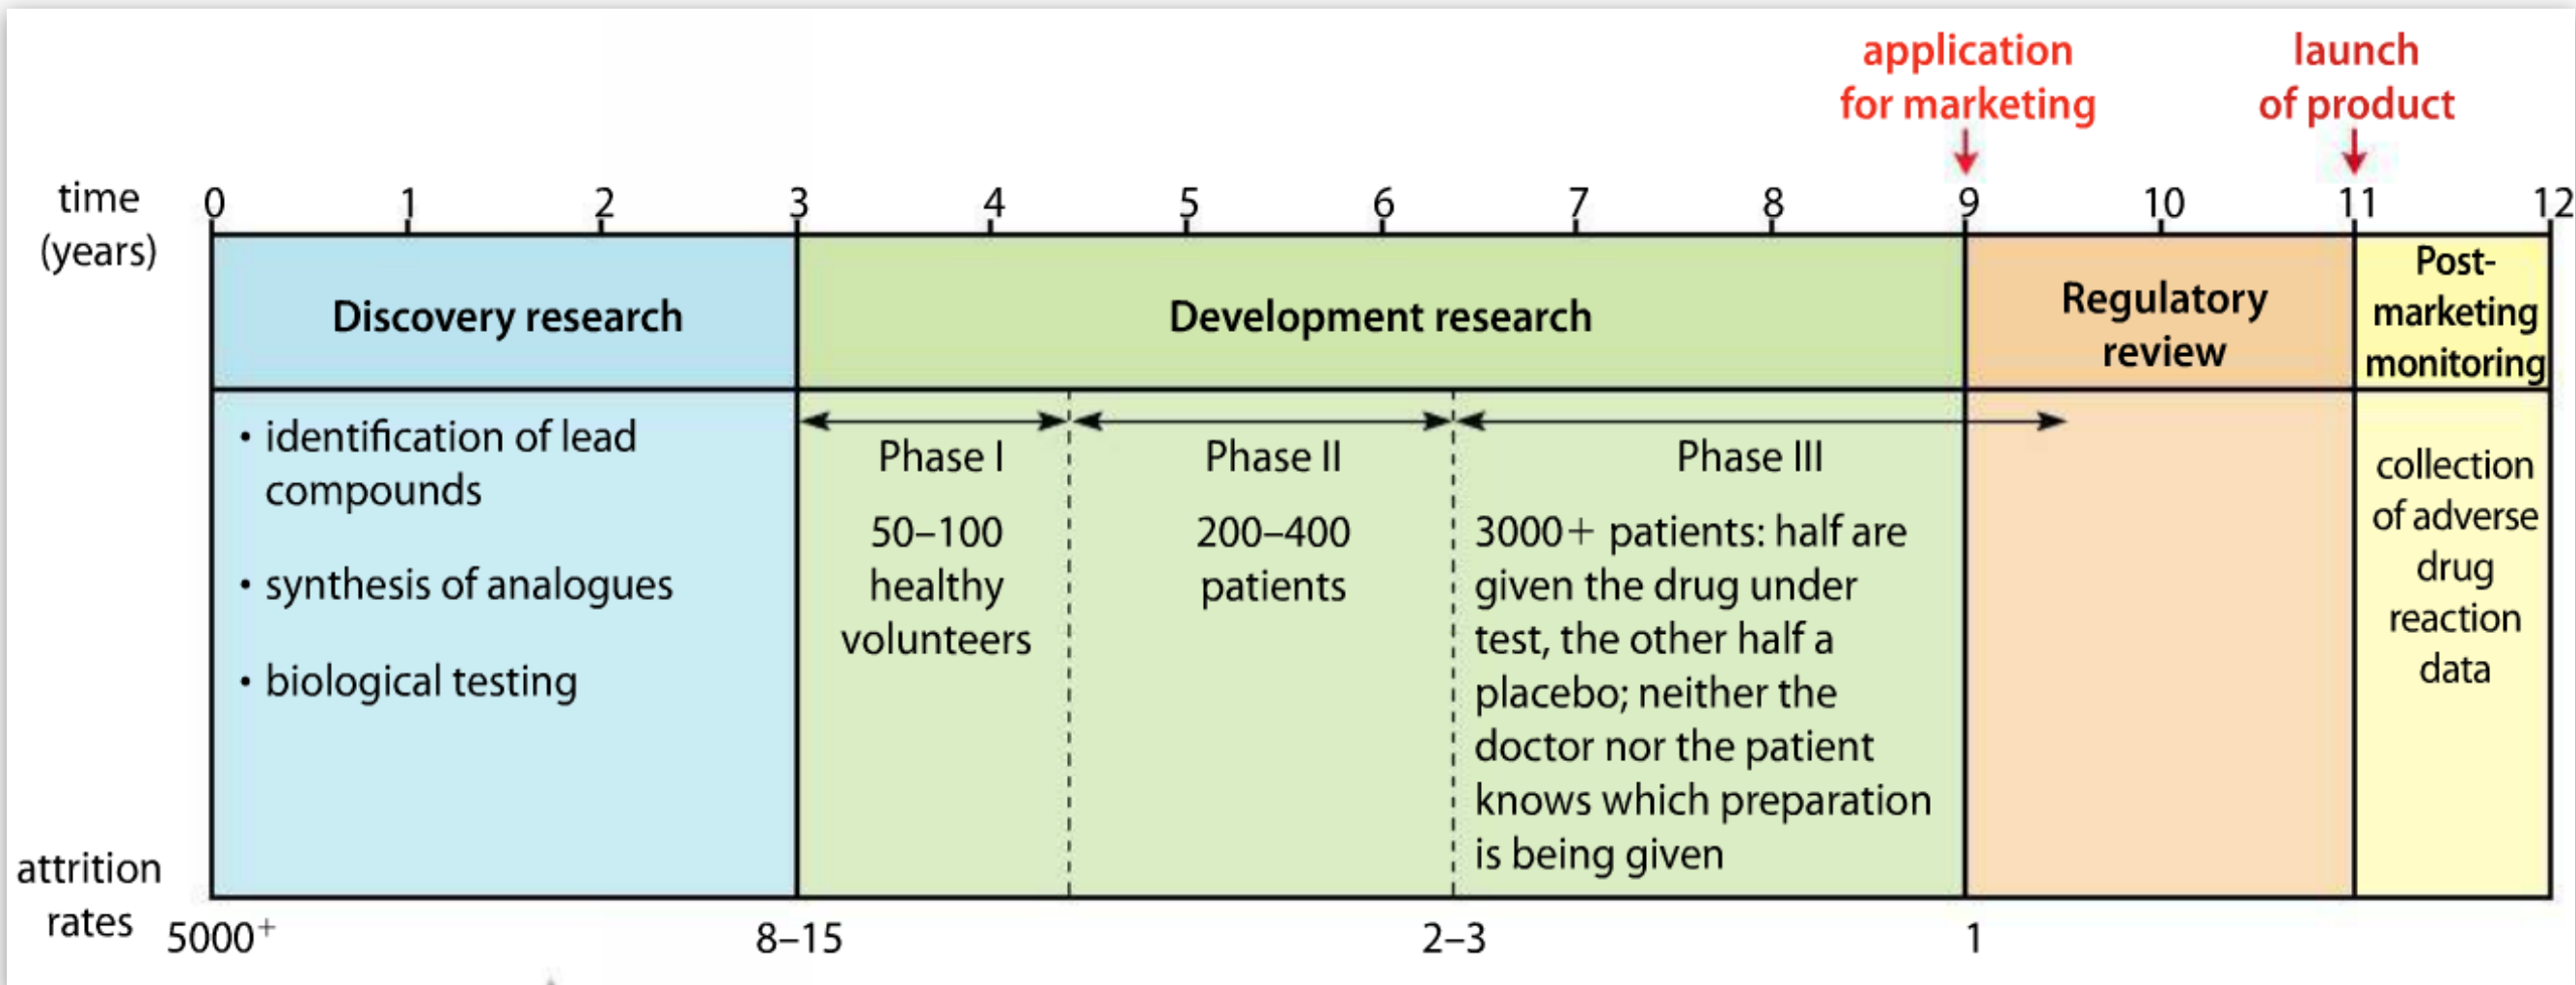 application
for marketing
launch
of product
time
(years)
0 1 2 3 4 5 6 7 8 9 10 11 12
Discovery research
Development research
Regulatory
review
Post-
marketing
monitoring
• identification of lead
compounds
• synthesis of analogues
• biological testing
Phase I
50–100
healthy
volunteers
Phase II
200–400
patients
Phase III
3000+ patients: half are
given the drug under
test, the other half a
placebo; neither the
doctor nor the patient
knows which preparation
is being given
collection
of adverse
drug
reaction
data
attrition
rates
5000⁺ 8–15 2–3 1